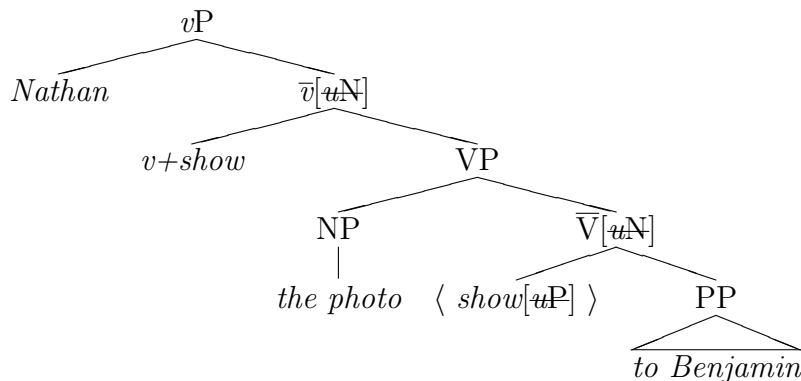 vP
Nathan v̅[uN]
v+show VP
NP V̅[uN]
the photo ⟨ show[uP] ⟩ PP
to Benjamin